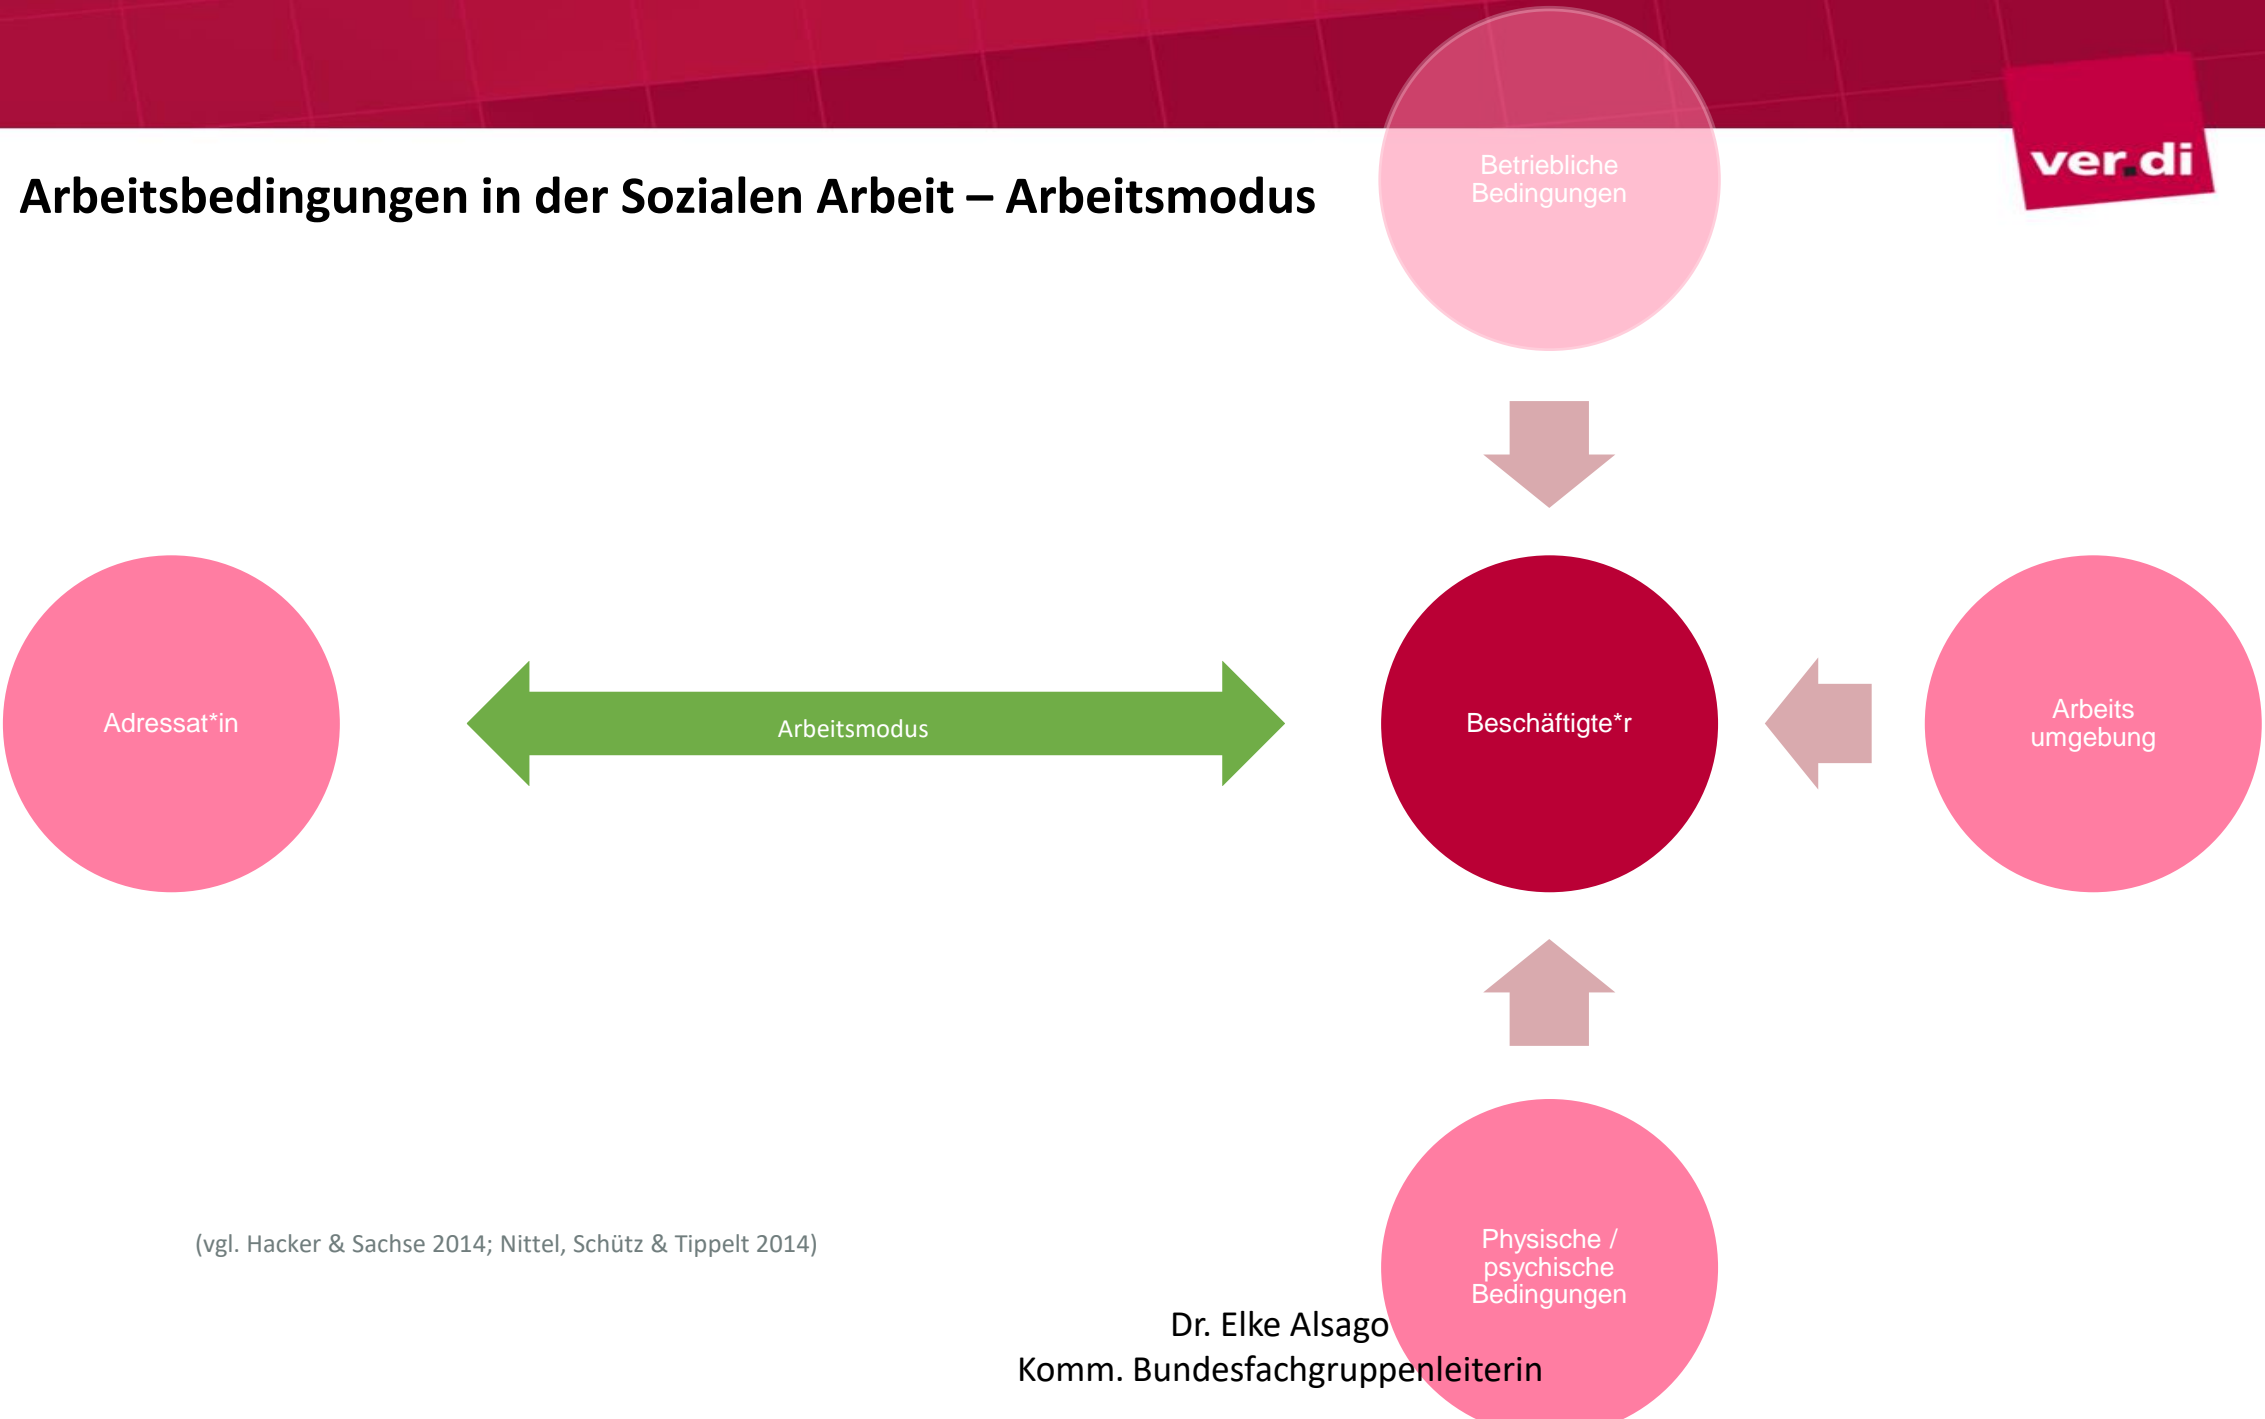 Betriebliche
Bedingungen
ver.di
Arbeitsbedingungen in der Sozialen Arbeit – Arbeitsmodus
Adressat*in
Arbeitsmodus
Beschäftigte*r
Arbeits
umgebung
Physische /
psychische
Bedingungen
(vgl. Hacker & Sachse 2014; Nittel, Schütz & Tippelt 2014)
Dr. Elke Alsago
Komm. Bundesfachgruppenleiterin